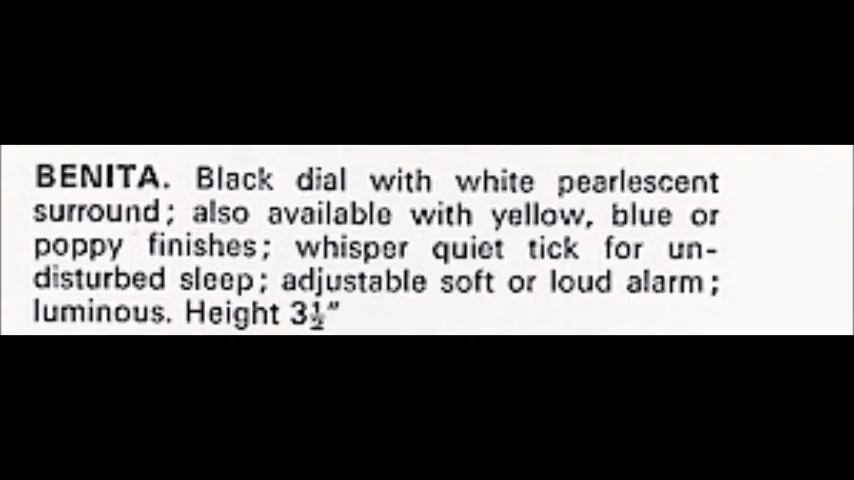 BENITA. Black dial with white pearlescent
surround; also available with yellow, blue or
poppy finishes; whisper quiet tick for un-
disturbed sleep; adjustable soft or loud alarm;
luminous. Height 3½"